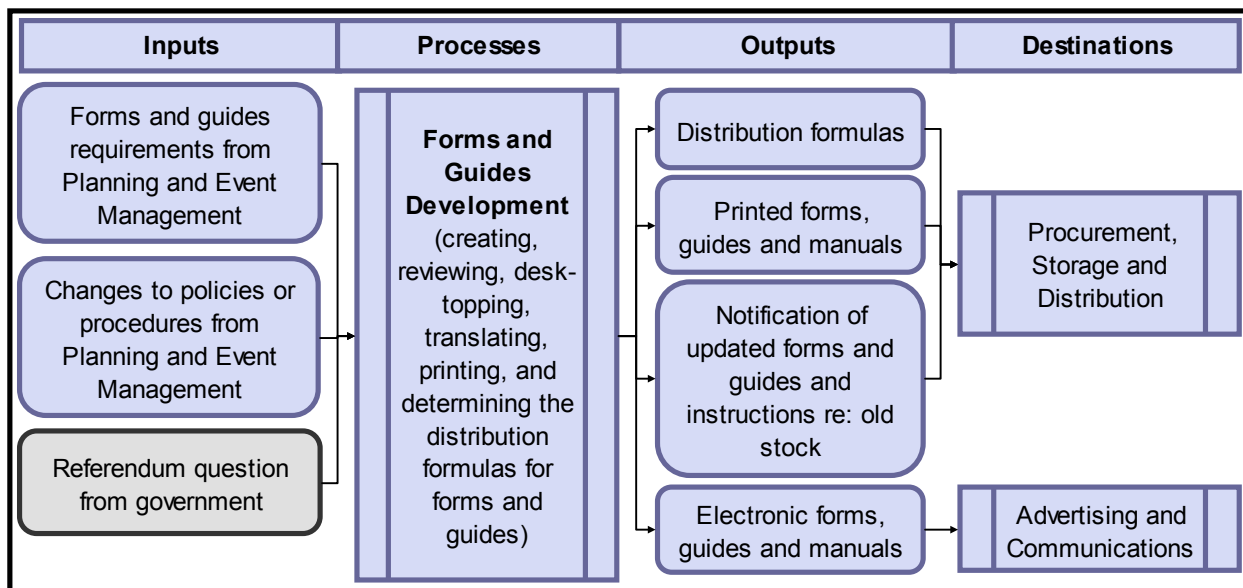 Inputs
Processes
Outputs
Destinations
Forms and guides
requirements from
Planning and Event
Management
Changes to policies or
procedures from
Planning and Event
Management
Referendum question
from government
Forms and
Guides
Development
(creating,
reviewing, desk-
topping,
translating,
printing, and
determining the
distribution
formulas for
forms and
guides)
Distribution formulas
Printed forms,
guides and manuals
Notification of
updated forms and
guides and
instructions re: old
stock
Electronic forms,
guides and manuals
Procurement,
Storage and
Distribution
Advertising and
Communications